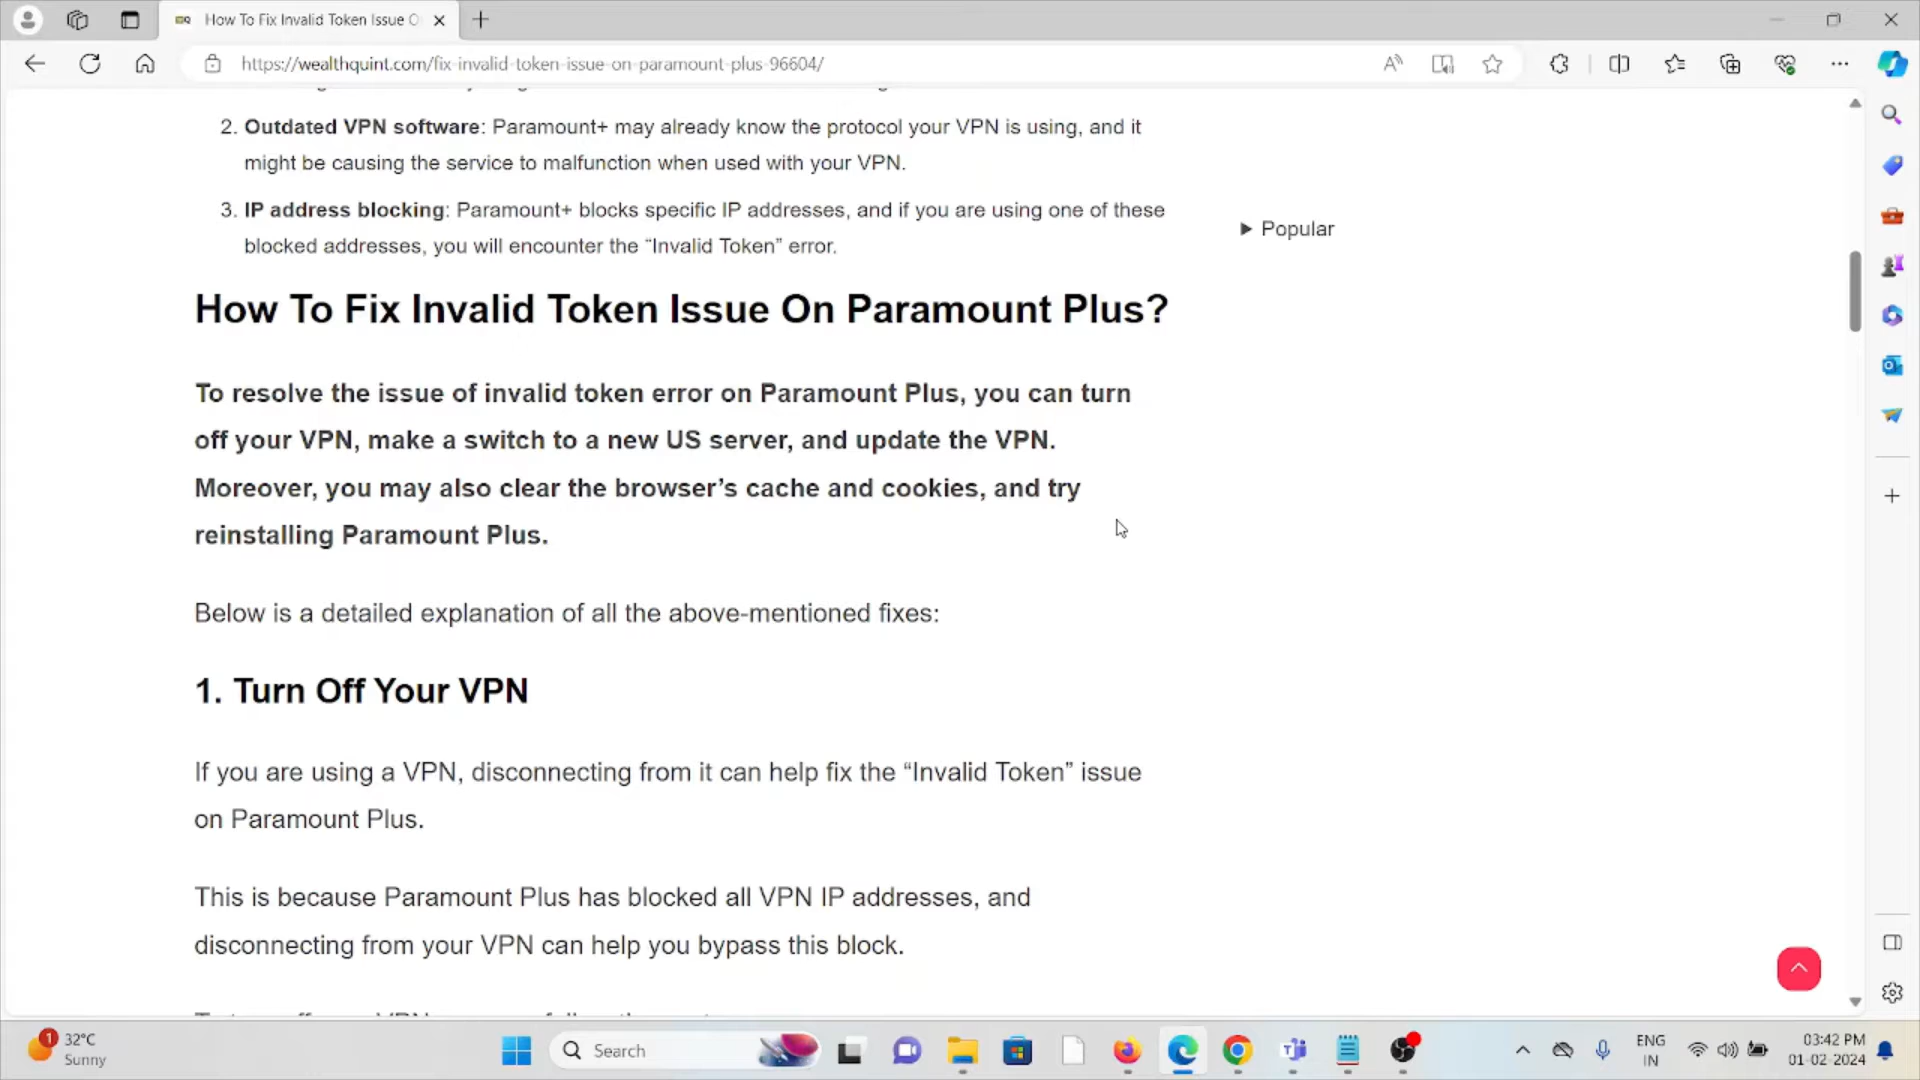 How To Fix Invalid Token Issue O
https://wealthquint.com/fix-invalid-token-issue-on-paramount-plus-96604/
2. Outdated VPN software: Paramount+ may already know the protocol your VPN is using, and it
might be causing the service to malfunction when used with your VPN.
3. IP address blocking: Paramount+ blocks specific IP addresses, and if you are using one of these
blocked addresses, you will encounter the “Invalid Token” error.
Popular
How To Fix Invalid Token Issue On Paramount Plus?
To resolve the issue of invalid token error on Paramount Plus, you can turn
off your VPN, make a switch to a new US server, and update the VPN.
Moreover, you may also clear the browser’s cache and cookies, and try
reinstalling Paramount Plus.
Below is a detailed explanation of all the above-mentioned fixes:
1. Turn Off Your VPN
If you are using a VPN, disconnecting from it can help fix the “Invalid Token” issue
on Paramount Plus.
This is because Paramount Plus has blocked all VPN IP addresses, and
disconnecting from your VPN can help you bypass this block.
1
32°C
Sunny
Search
ENG
IN
03:42 PM
01-02-2024